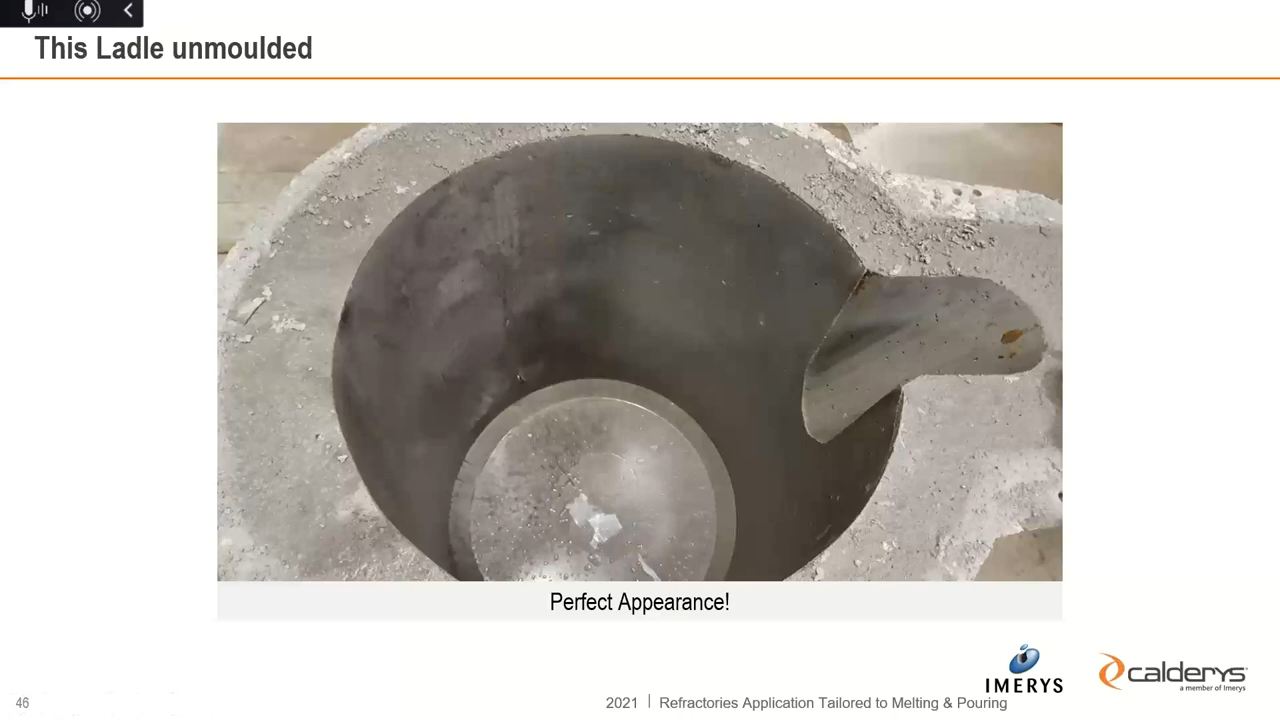 This Ladle unmoulded
Perfect Appearance!
IMERYS
calderys
a member of Imerys
46
2021 | Refractories Application Tailored to Melting & Pouring